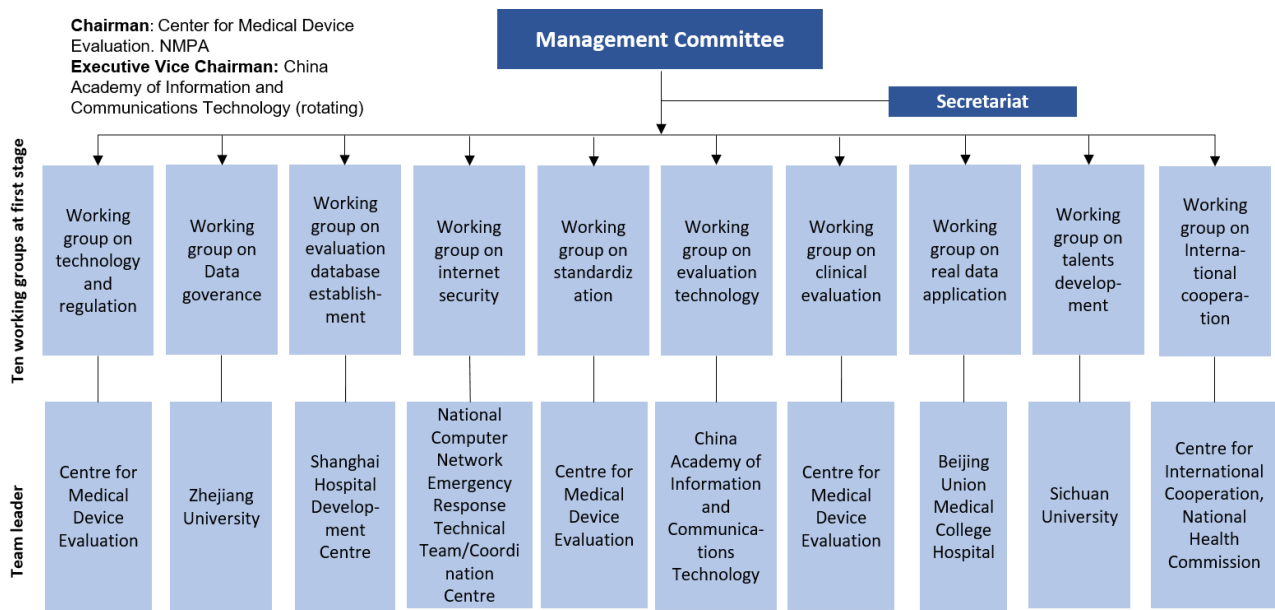 Chairman: Center for Medical Device
Evaluation. NMPA
Executive Vice Chairman: China
Academy of Information and
Communications Technology (rotating)
Management Committee
Secretariat
Ten working groups at first stage
Working
group on
technology
and
regulation
Working
group on
Data
goverance
Working
group on
evaluation
database
establish-
ment
Working
group on
internet
security
Working
group on
standardiz
ation
Working
group on
evaluation
technology
Working
group on
clinical
evaluation
Working
group on
real data
application
Working
group on
talents
develop-
ment
Working
group on
Interna-
tional
coopera-
tion
Team leader
Centre for
Medical
Device
Evaluation
Zhejiang
University
Shanghai
Hospital
Develop-
ment
Centre
National
Computer
Network
Emergency
Response
Technical
Team/Coordi
nation
Centre
Centre for
Medical
Device
Evaluation
China
Academy of
Information
and
Communica-
tions
Technology
Centre for
Medical
Device
Evaluation
Beijing
Union
Medical
College
Hospital
Sichuan
University
Centre for
International
Cooperation,
National
Health
Commission